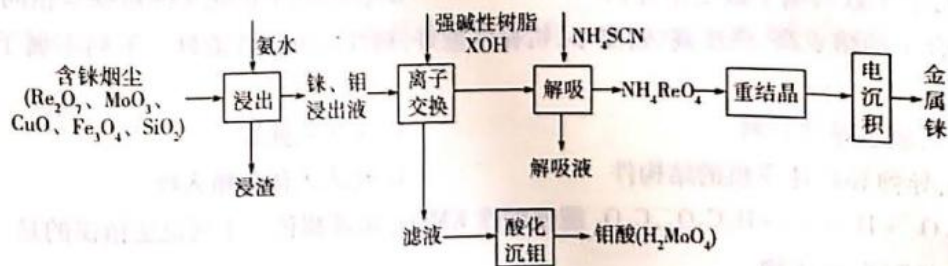 氨水
强碱性树脂
XOH
NH4SCN
含铼烟尘
(Re2O7、MoO3、
CuO、Fe3O4、SiO2)
浸出
铼、钼
浸出液
离子
交换
解吸
NH4ReO4
重结晶
电沉积
金属铼
浸渣
解吸液
滤液
酸化
沉钼
钼酸(H2MoO4)